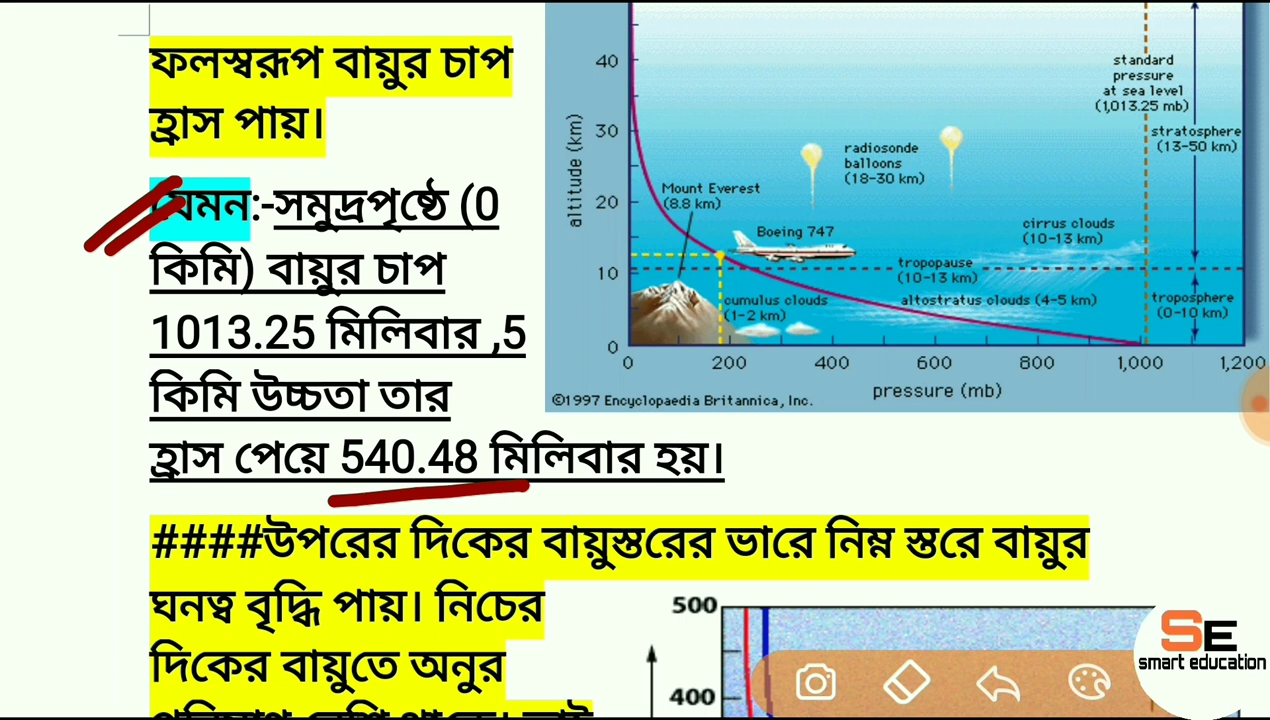 ফলস্বরূপ বায়ুর চাপ
হ্রাস পায়।
যেমন:-সমুদ্রপৃষ্ঠে (0
কিমি) বায়ুর চাপ
1013.25 মিলিবার ,5
কিমি উচ্চতা তার
হ্রাস পেয়ে 540.48 মিলিবার হয়।
####উপরের দিকের বায়ুস্তরের ভারে নিম্ন স্তরে বায়ুর
ঘনত্ব বৃদ্ধি পায়। নিচের
দিকের বায়ুতে অনুর
altitude (km)
40
30
20
10
0
0 200 400 600 800 1,000 1,200
pressure (mb)
©1997 Encyclopaedia Britannica, Inc.
standard
pressure
at sea level
(1,013.25 mb)
stratosphere
(13-50 km)
radiosonde
balloons
(18-30 km)
Mount Everest
(8.8 km)
Boeing 747
cirrus clouds
(10-13 km)
tropopause
(10-13 km)
cumulus clouds
(1-2 km)
altostratus clouds (4-5 km)
troposphere
(0-10 km)
500
400
SE
smart education